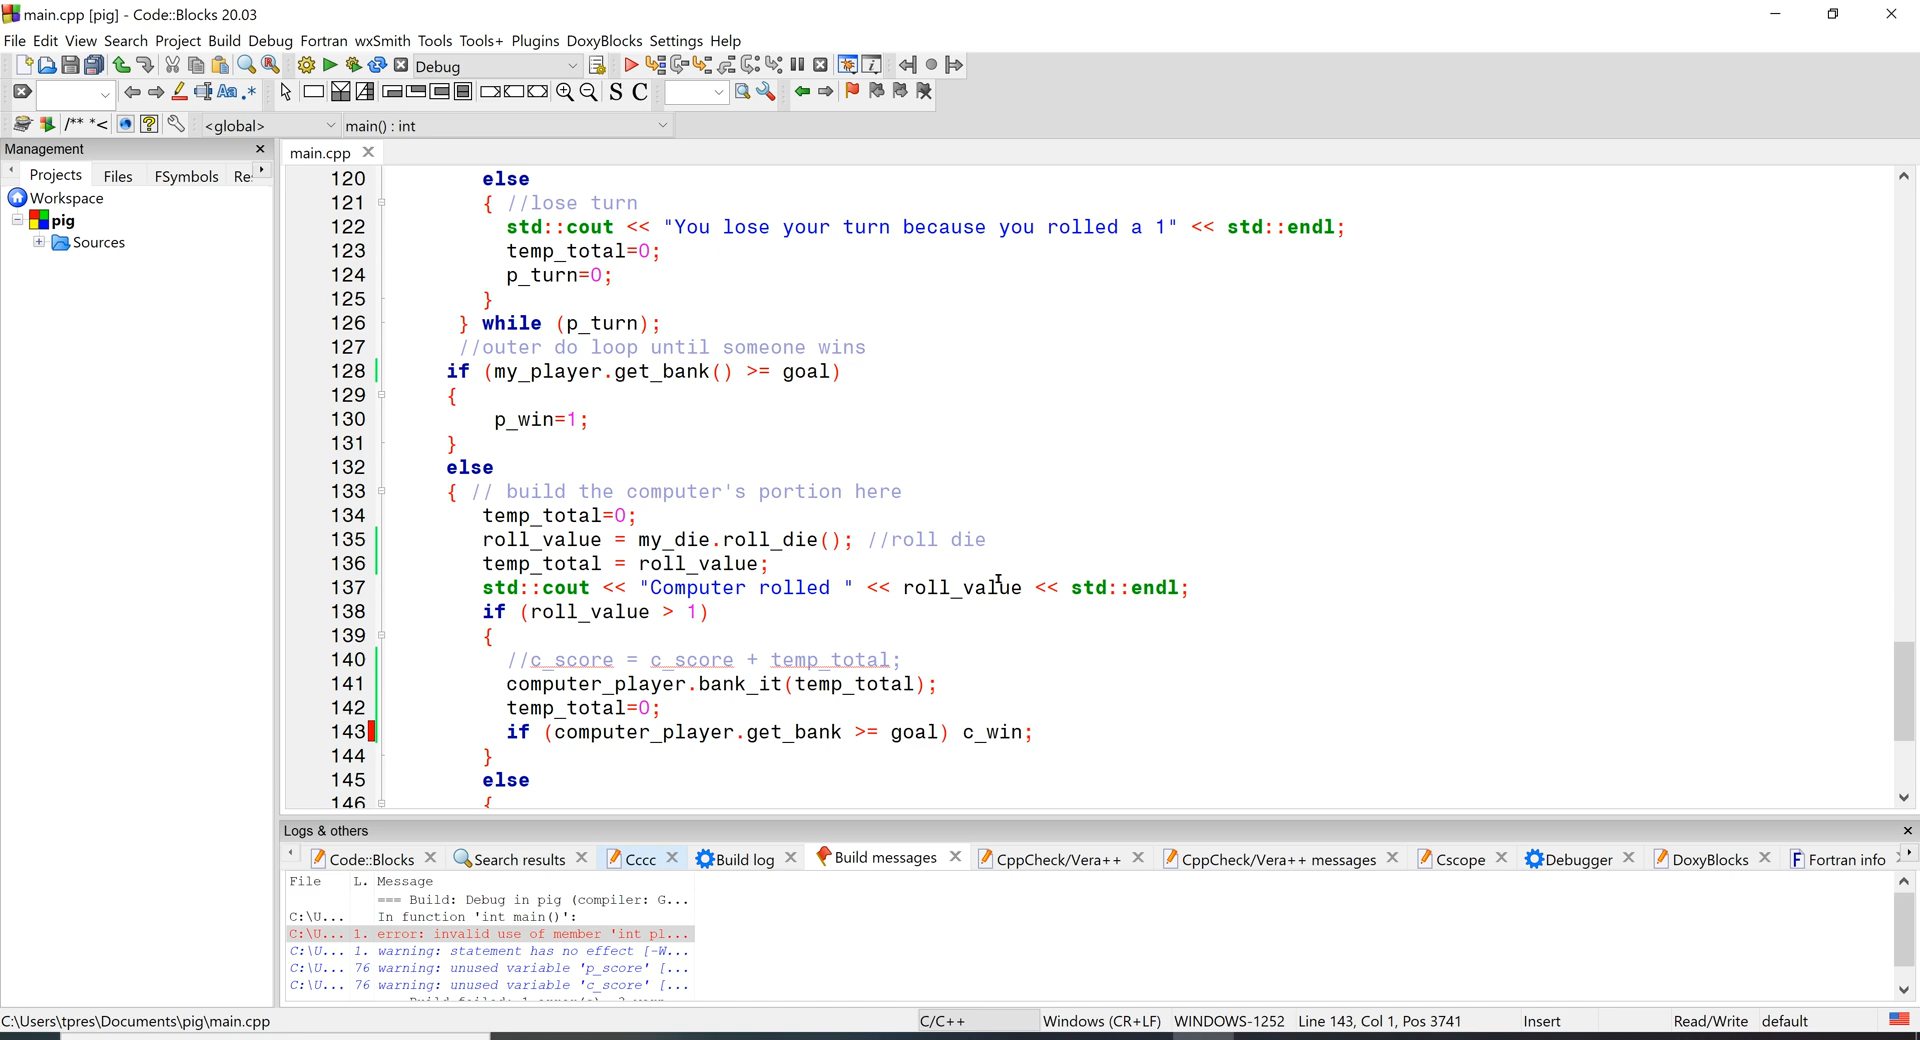 main.cpp [pig] - Code::Blocks 20.03
File Edit View Search Project Build Debug Fortran wxSmith Tools Tools+ Plugins DoxyBlocks Settings Help
Debug
Aa .* S C
/** *< <global> main() : int
Management
main.cpp
Projects Files FSymbols Re:
Workspace
pig
Sources
120 else
121 { //lose turn
122 std::cout << "You lose your turn because you rolled a 1" << std::endl;
123 temp_total=0;
124 p_turn=0;
125 }
126 } while (p_turn);
127 //outer do loop until someone wins
128 if (my_player.get_bank() >= goal)
129 {
130 p_win=1;
131 }
132 else
133 { // build the computer's portion here
134 temp_total=0;
135 roll_value = my_die.roll_die(); //roll die
136 temp_total = roll_value;
137 std::cout << "Computer rolled " << roll_value << std::endl;
138 if (roll_value > 1)
139 {
140 //c_score = c_score + temp_total;
141 computer_player.bank_it(temp_total);
142 temp_total=0;
143 if (computer_player.get_bank >= goal) c_win;
144 }
145 else
146 {
Logs & others
Code::Blocks Search results Cccc Build log Build messages CppCheck/Vera++ CppCheck/Vera++ messages Cscope Debugger DoxyBlocks Fortran info
File L. Message
=== Build: Debug in pig (compiler: G...
C:\U... In function 'int main()':
C:\U... 1. error: invalid use of member 'int pl...
C:\U... 1. warning: statement has no effect [-W...
C:\U... 76 warning: unused variable 'p_score' [...
C:\U... 76 warning: unused variable 'c_score' [...
C:\Users\tpres\Documents\pig\main.cpp C/C++ Windows (CR+LF) WINDOWS-1252 Line 143, Col 1, Pos 3741 Insert Read/Write default